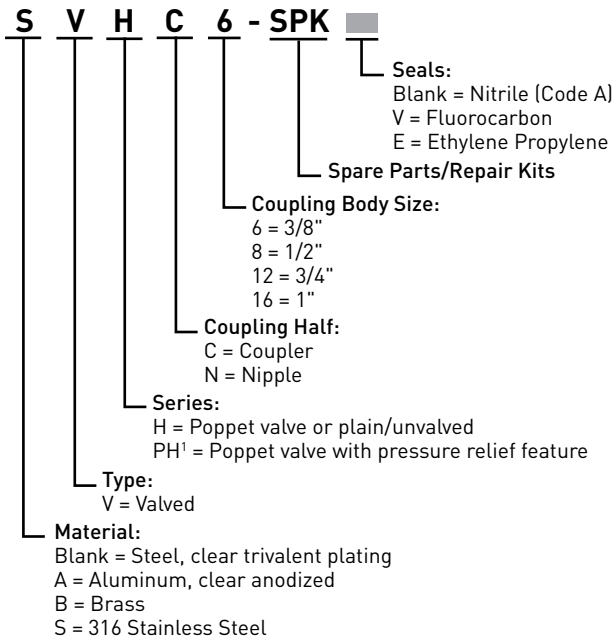 S V H C 6 - SPK
Seals:
Blank = Nitrile (Code A)
V = Fluorocarbon
E = Ethylene Propylene
Spare Parts/Repair Kits
Coupling Body Size:
6 = 3/8"
8 = 1/2"
12 = 3/4"
16 = 1"
Coupling Half:
C = Coupler
N = Nipple
Series:
H = Poppet valve or plain/unvalved
PH¹ = Poppet valve with pressure relief feature
Type:
V = Valved
Material:
Blank = Steel, clear trivalent plating
A = Aluminum, clear anodized
B = Brass
S = 316 Stainless Steel